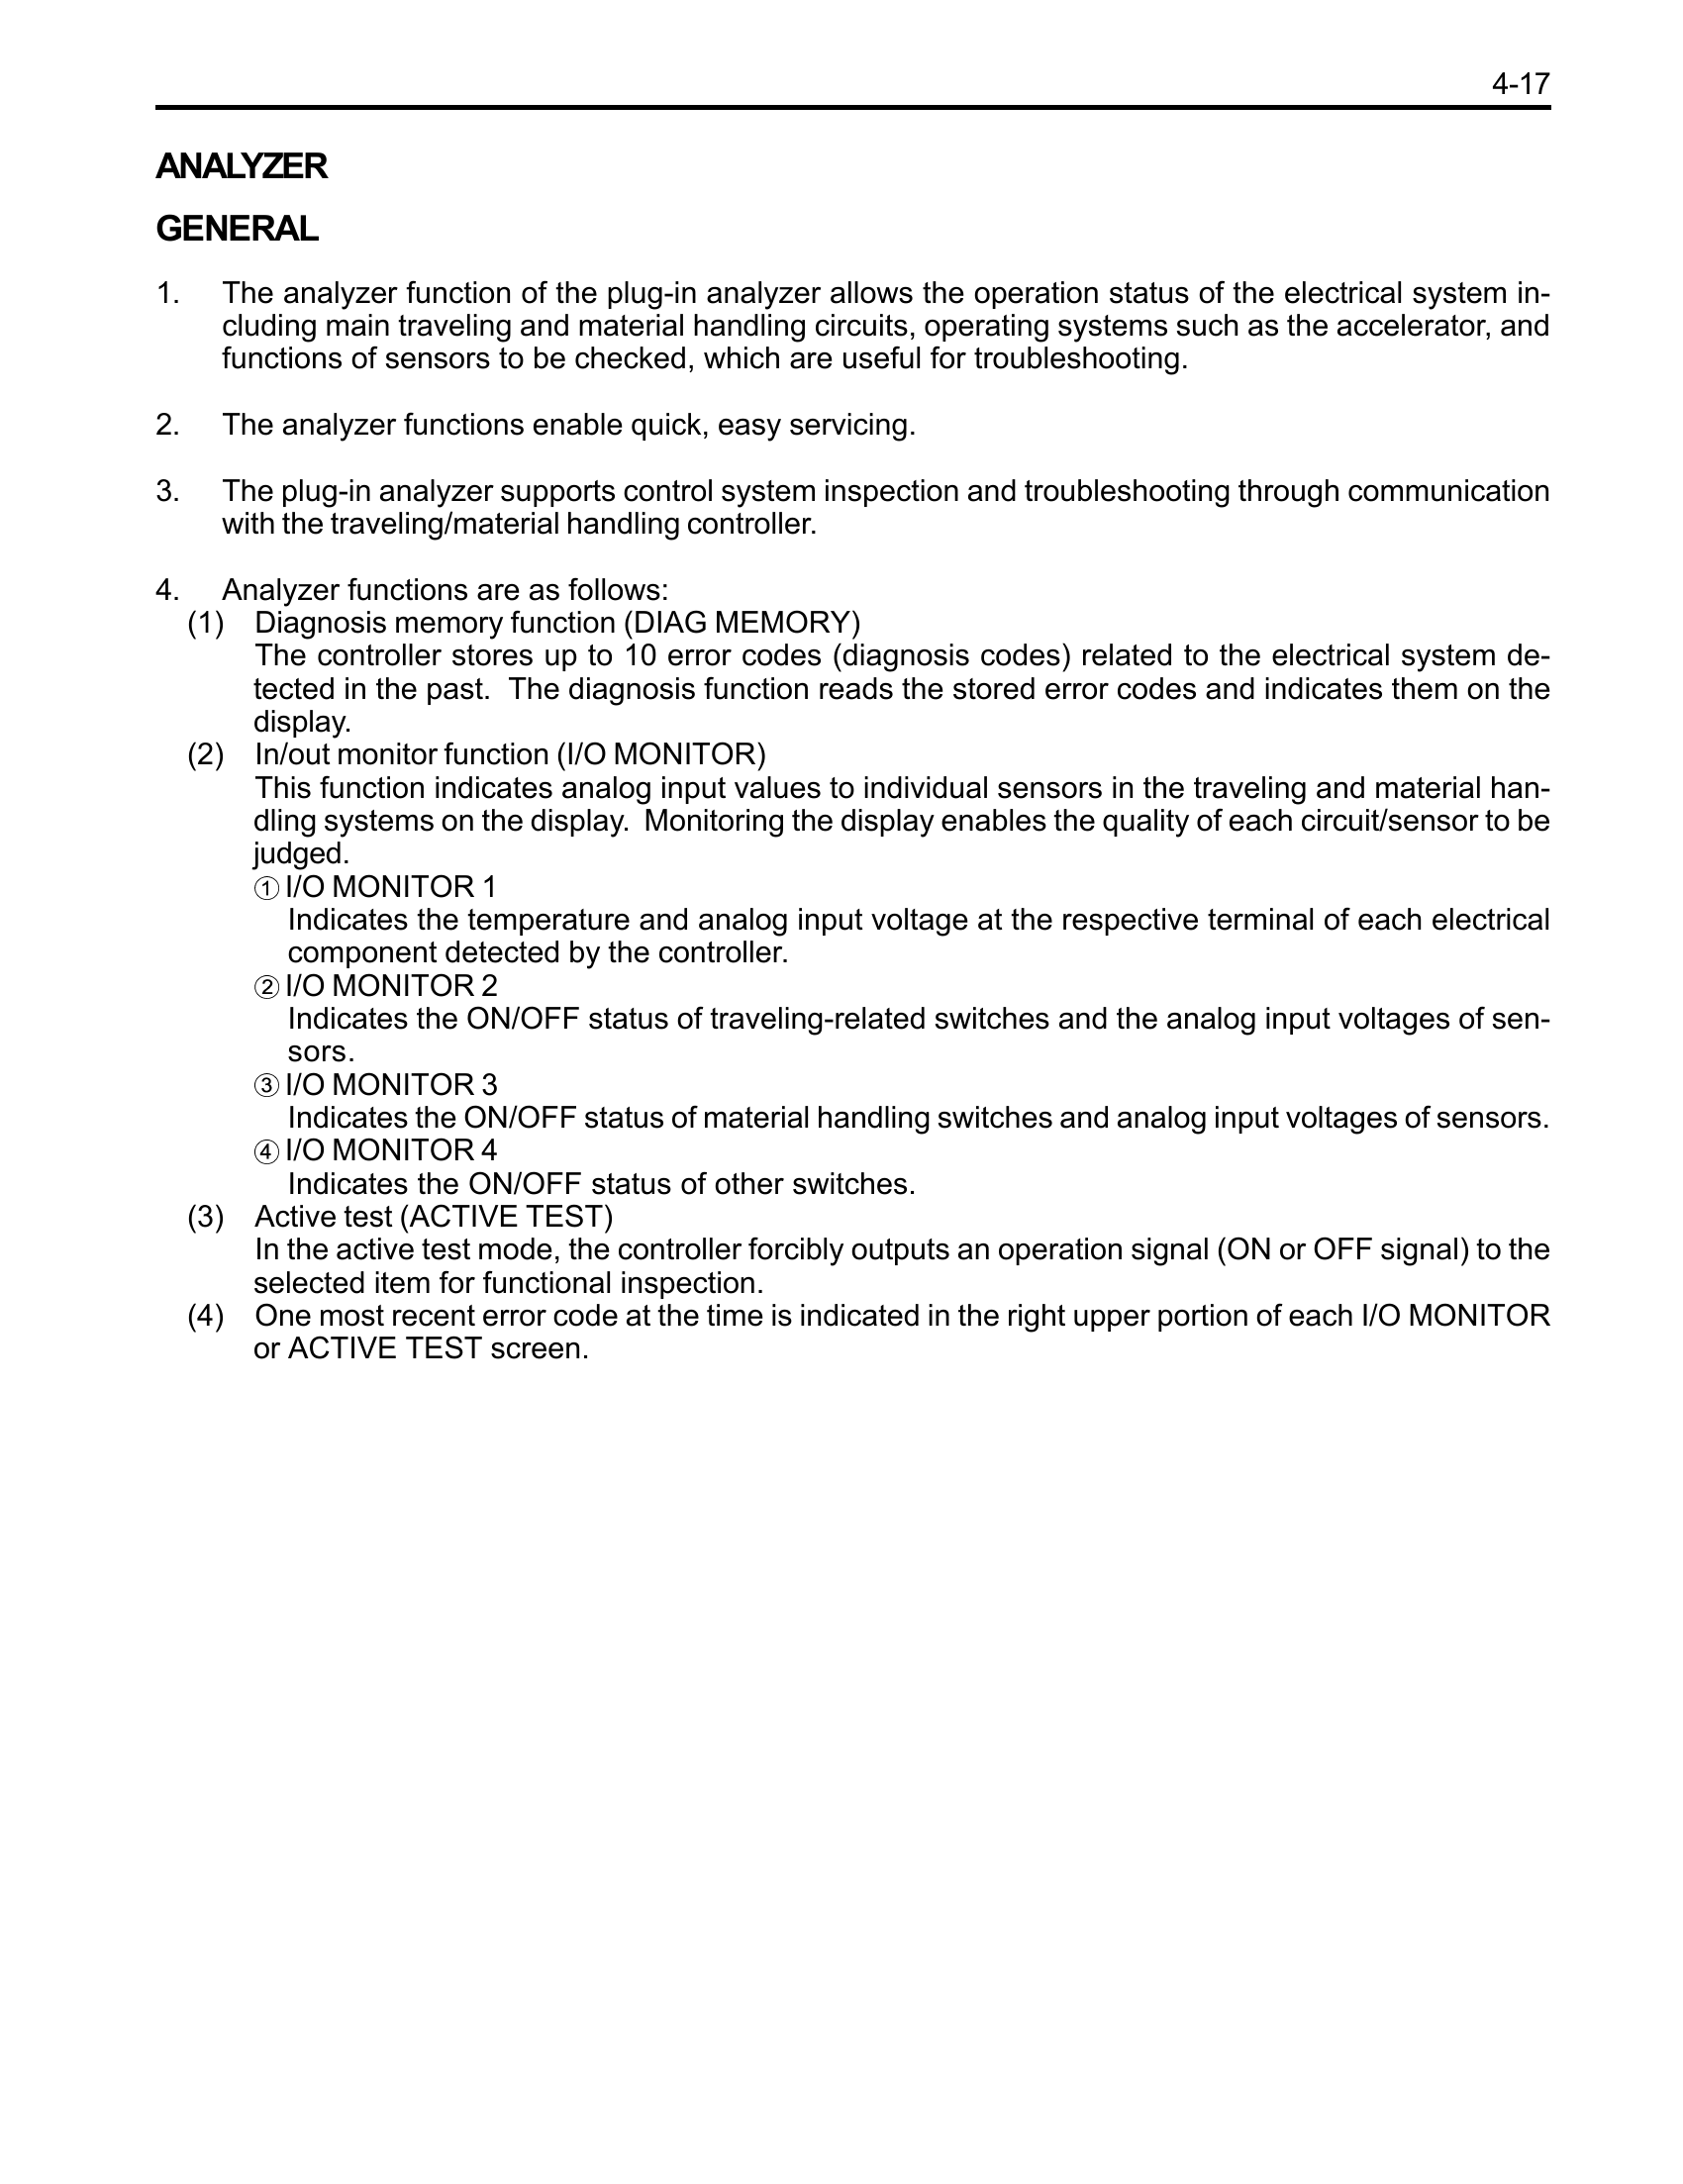 4-17
ANALYZER
GENERAL
1. The analyzer function of the plug-in analyzer allows the operation status of the electrical system in-
cluding main traveling and material handling circuits, operating systems such as the accelerator, and
functions of sensors to be checked, which are useful for troubleshooting.
2. The analyzer functions enable quick, easy servicing.
3. The plug-in analyzer supports control system inspection and troubleshooting through communication
with the traveling/material handling controller.
4. Analyzer functions are as follows:
(1) Diagnosis memory function (DIAG MEMORY)
The controller stores up to 10 error codes (diagnosis codes) related to the electrical system de-
tected in the past.  The diagnosis function reads the stored error codes and indicates them on the
display.
(2) In/out monitor function (I/O MONITOR)
This function indicates analog input values to individual sensors in the traveling and material han-
dling systems on the display.  Monitoring the display enables the quality of each circuit/sensor to be
judged.
① I/O MONITOR 1
Indicates the temperature and analog input voltage at the respective terminal of each electrical
component detected by the controller.
② I/O MONITOR 2
Indicates the ON/OFF status of traveling-related switches and the analog input voltages of sen-
sors.
③ I/O MONITOR 3
Indicates the ON/OFF status of material handling switches and analog input voltages of sensors.
④ I/O MONITOR 4
Indicates the ON/OFF status of other switches.
(3) Active test (ACTIVE TEST)
In the active test mode, the controller forcibly outputs an operation signal (ON or OFF signal) to the
selected item for functional inspection.
(4) One most recent error code at the time is indicated in the right upper portion of each I/O MONITOR
or ACTIVE TEST screen.